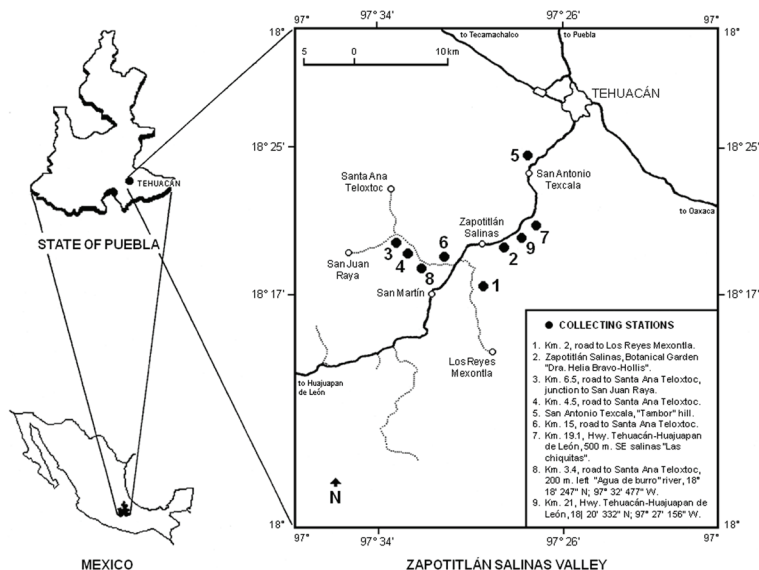 97° 34' 97° 26' 97°
97°
18° 18°
to Tecamachalco to Puebla
5 0 10 km
TEHUACÁN
18° 25' 18° 25'
5
San Antonio
Texcala
Santa Ana
Teloxtoc
to Oaxaca
TEHUACÁN
STATE OF PUEBLA
Zapotitlán
Salinas
7
6
9
2
3
4
8
San Juan
Raya
1
San Martín
18° 17' 18° 17'
Los Reyes
Mexontla
to Huajuapan
de León
N
COLLECTING STATIONS
1. Km. 2, road to Los Reyes Mexontla.
2. Zapotitlán Salinas, Botanical Garden
"Dra. Helia Bravo-Hollis".
3. Km. 6.5, road to Santa Ana Teloxtoc,
junction to San Juan Raya.
4. Km. 4.5, road to Santa Ana Teloxtoc.
5. San Antonio Texcala, "Tambor" hill.
6. Km. 15, road to Santa Ana Teloxtoc.
7. Km. 19.1, Hwy. Tehuacán-Huajuapan
de León, 500 m. SE salinas "Las
chiquitas".
8. Km. 3.4, road to Santa Ana Teloxtoc,
200 m. left "Agua de burro" river, 18°
18' 247" N; 97° 32' 477" W.
9. Km. 21, Hwy. Tehuacán-Huajuapan de
León, 18| 20' 332" N; 97° 27' 156" W.
18° 18°
97° 97° 34' 97° 26' 97°
MEXICO
ZAPOTITLÁN SALINAS VALLEY